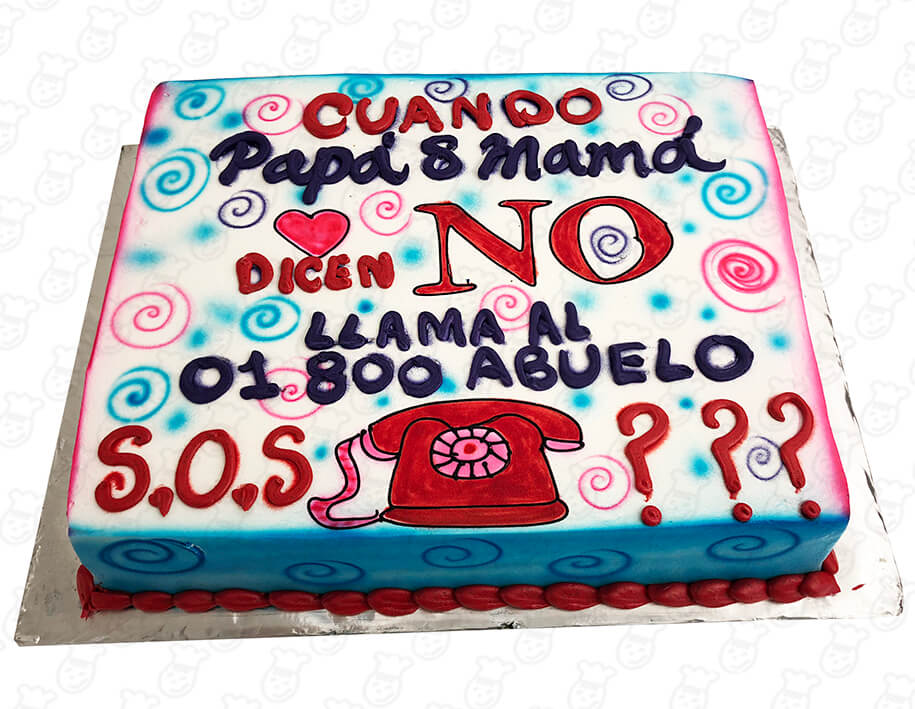 CUANDO
Papá & Mamá
DICEN NO
LLAMA AL
01 800 ABUELO
S.O.S ? ? ?